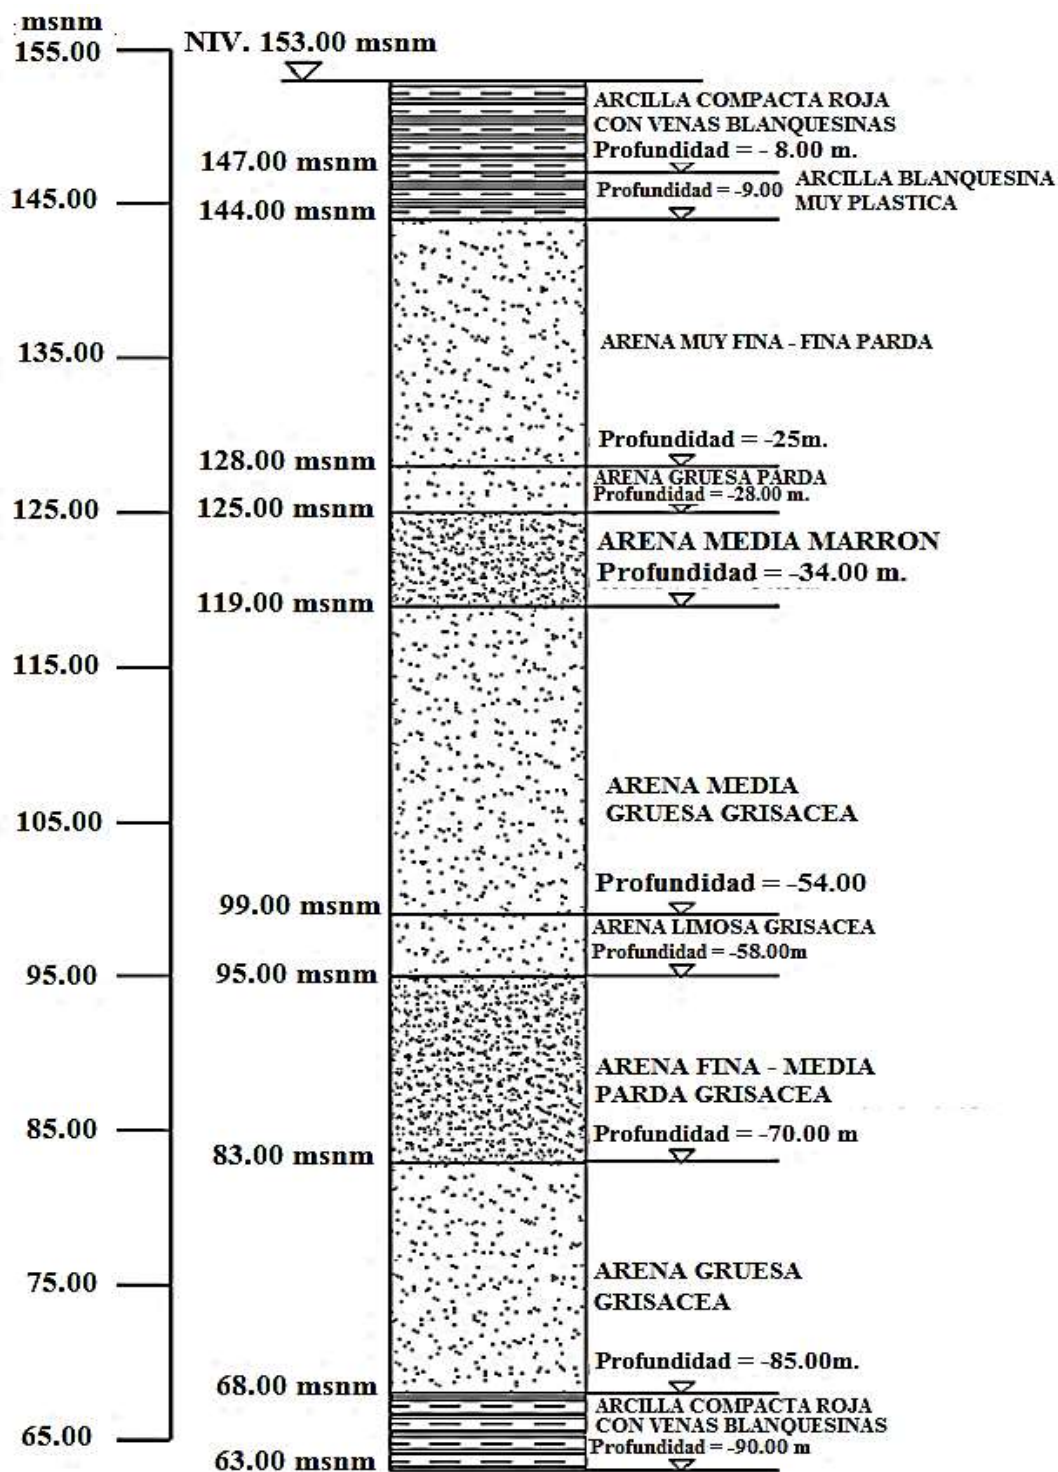 msnm
155.00
NIV. 153.00 msnm
ARCILLA COMPACTA ROJA
CON VENAS BLANQUESINAS
Profundidad = - 8.00 m.
147.00 msnm
Profundidad = -9.00
ARCILLA BLANQUESINA
MUY PLASTICA
145.00
144.00 msnm
135.00
ARENA MUY FINA - FINA PARDA
Profundidad = -25m.
128.00 msnm
ARENA GRUESA PARDA
Profundidad = -28.00 m.
125.00
125.00 msnm
ARENA MEDIA MARRON
Profundidad = -34.00 m.
119.00 msnm
115.00
ARENA MEDIA
GRUESA GRISACEA
105.00
Profundidad = -54.00
99.00 msnm
ARENA LIMOSA GRISACEA
Profundidad = -58.00m
95.00
95.00 msnm
ARENA FINA - MEDIA
PARDA GRISACEA
85.00
Profundidad = -70.00 m
83.00 msnm
75.00
ARENA GRUESA
GRISACEA
Profundidad = -85.00m.
68.00 msnm
ARCILLA COMPACTA ROJA
CON VENAS BLANQUESINAS
65.00
Profundidad = -90.00 m
63.00 msnm